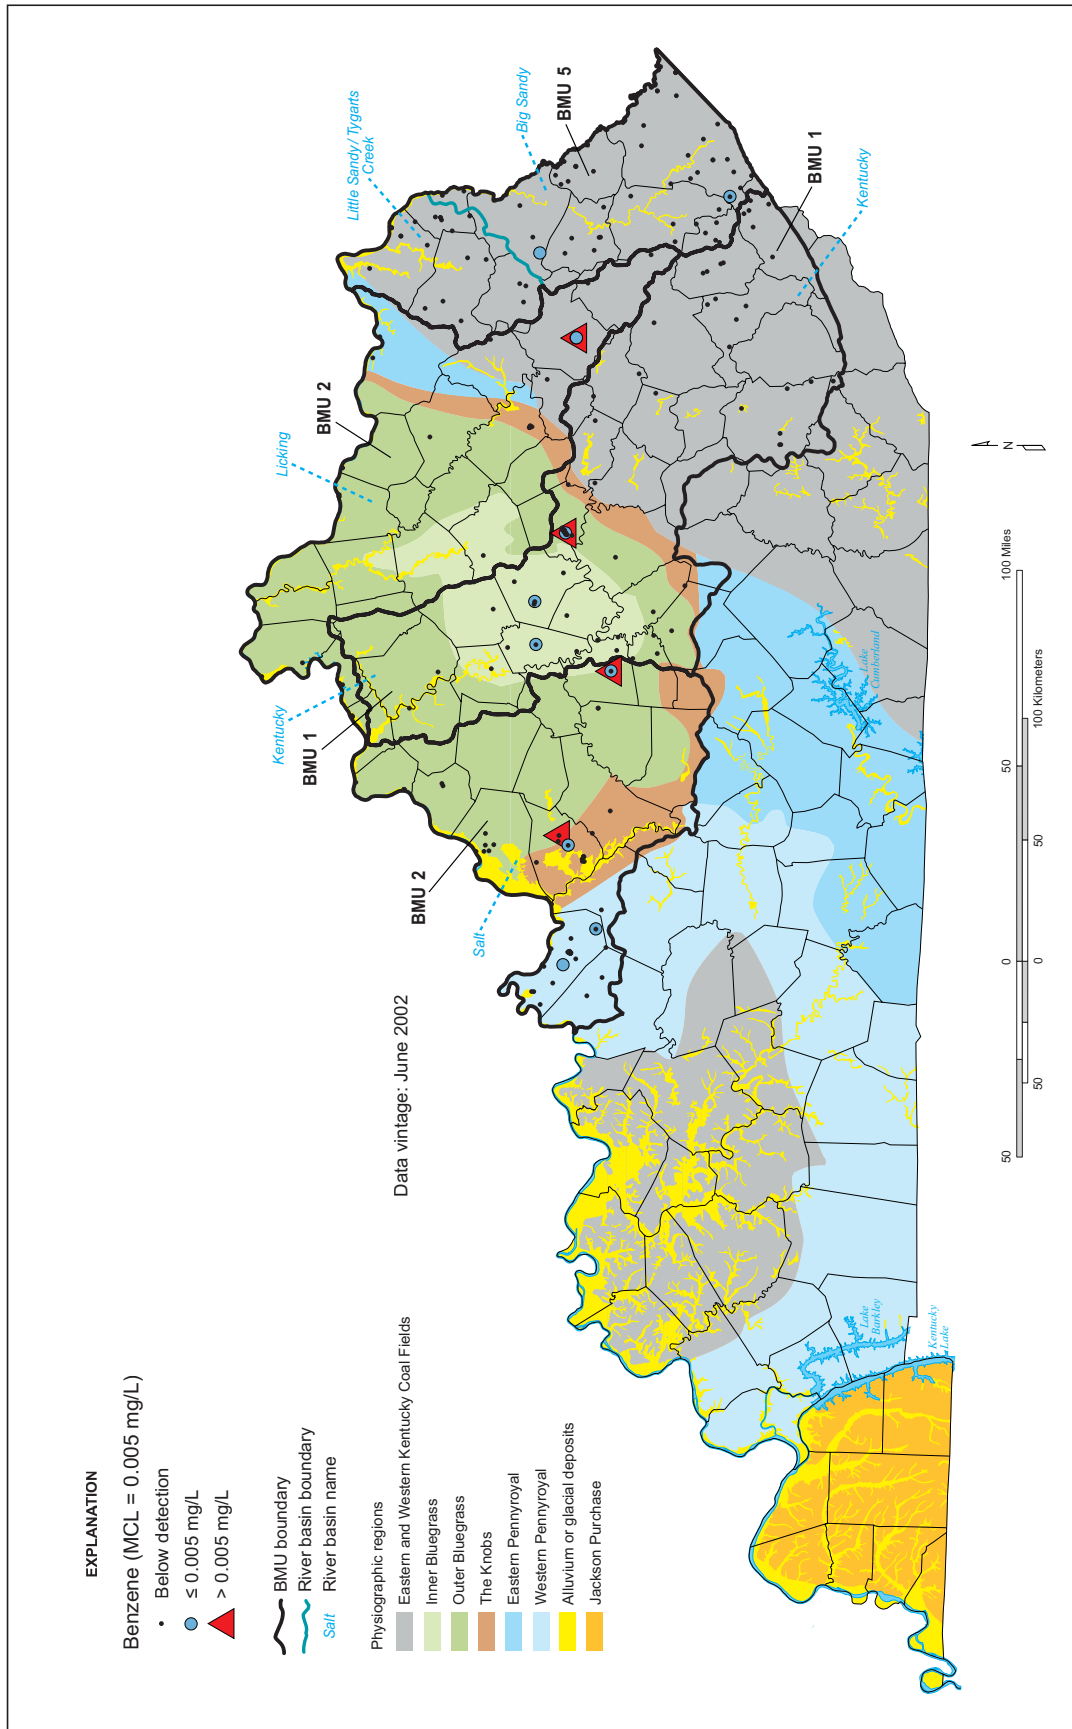 EXPLANATION
Benzene (MCL = 0.005 mg/L)
Below detection
≤ 0.005 mg/L
> 0.005 mg/L
BMU boundary
River basin boundary
Salt River basin name
Physiographic regions
Eastern and Western Kentucky Coal Fields
Inner Bluegrass
Outer Bluegrass
The Knobs
Eastern Pennyroyal
Western Pennyroyal
Alluvium or glacial deposits
Jackson Purchase
Data vintage: June 2002
Salt
BMU 2
BMU 1
Kentucky
Licking
BMU 2
Little Sandy/Tygarts
Creek
Big Sandy
BMU 5
BMU 1
Kentucky
Lake
Cumberland
Lake
Barkley
Kentucky
Lake
N
50 0 50 100 Miles
50 0 50 100 Kilometers